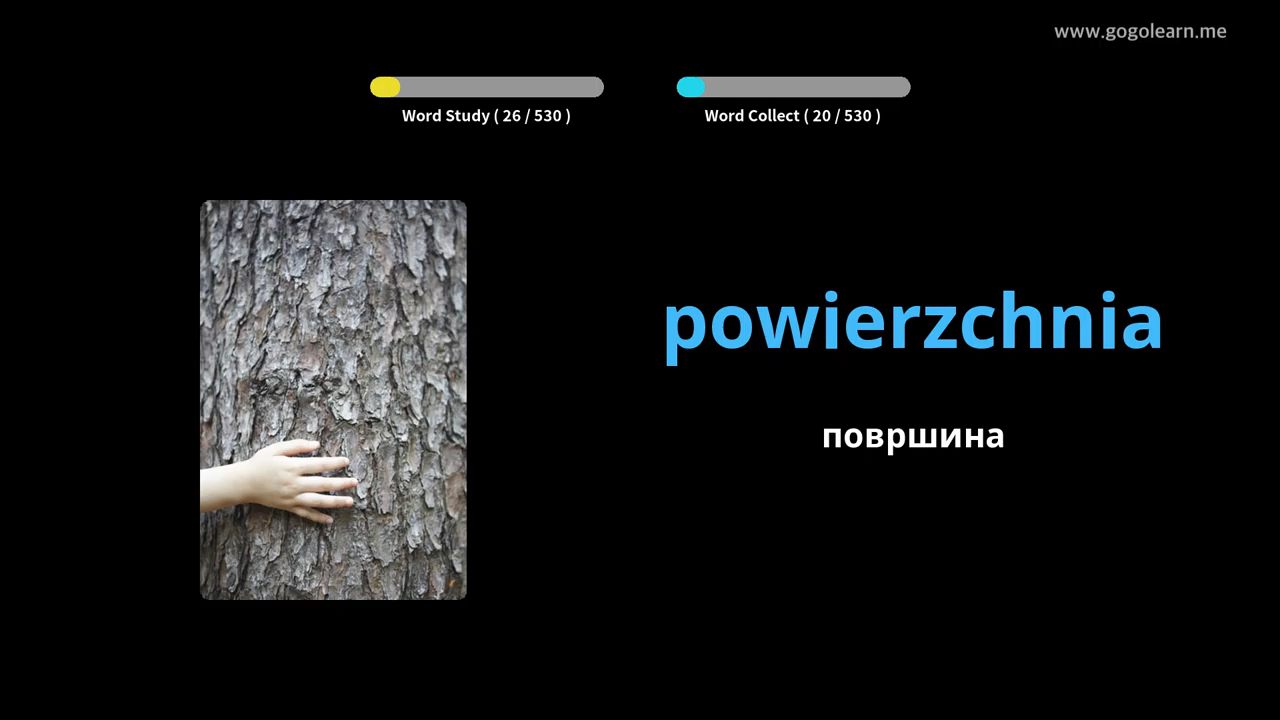 www.gogolearn.me
Word Study ( 26 / 530 )
Word Collect ( 20 / 530 )
powierzchnia
површина